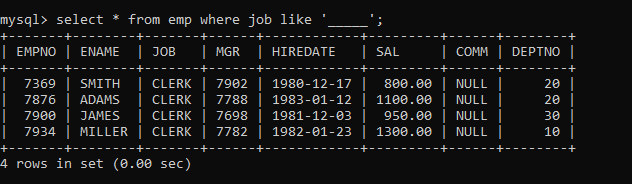 mysql> select * from emp where job like '_____';
+-------+--------+-------+------+------------+---------+------+--------+
| EMPNO | ENAME  | JOB   | MGR  | HIREDATE   | SAL     | COMM | DEPTNO |
+-------+--------+-------+------+------------+---------+------+--------+
|  7369 | SMITH  | CLERK | 7902 | 1980-12-17 |  800.00 | NULL |     20 |
|  7876 | ADAMS  | CLERK | 7788 | 1983-01-12 | 1100.00 | NULL |     20 |
|  7900 | JAMES  | CLERK | 7698 | 1981-12-03 |  950.00 | NULL |     30 |
|  7934 | MILLER | CLERK | 7782 | 1982-01-23 | 1300.00 | NULL |     10 |
+-------+--------+-------+------+------------+---------+------+--------+
4 rows in set (0.00 sec)